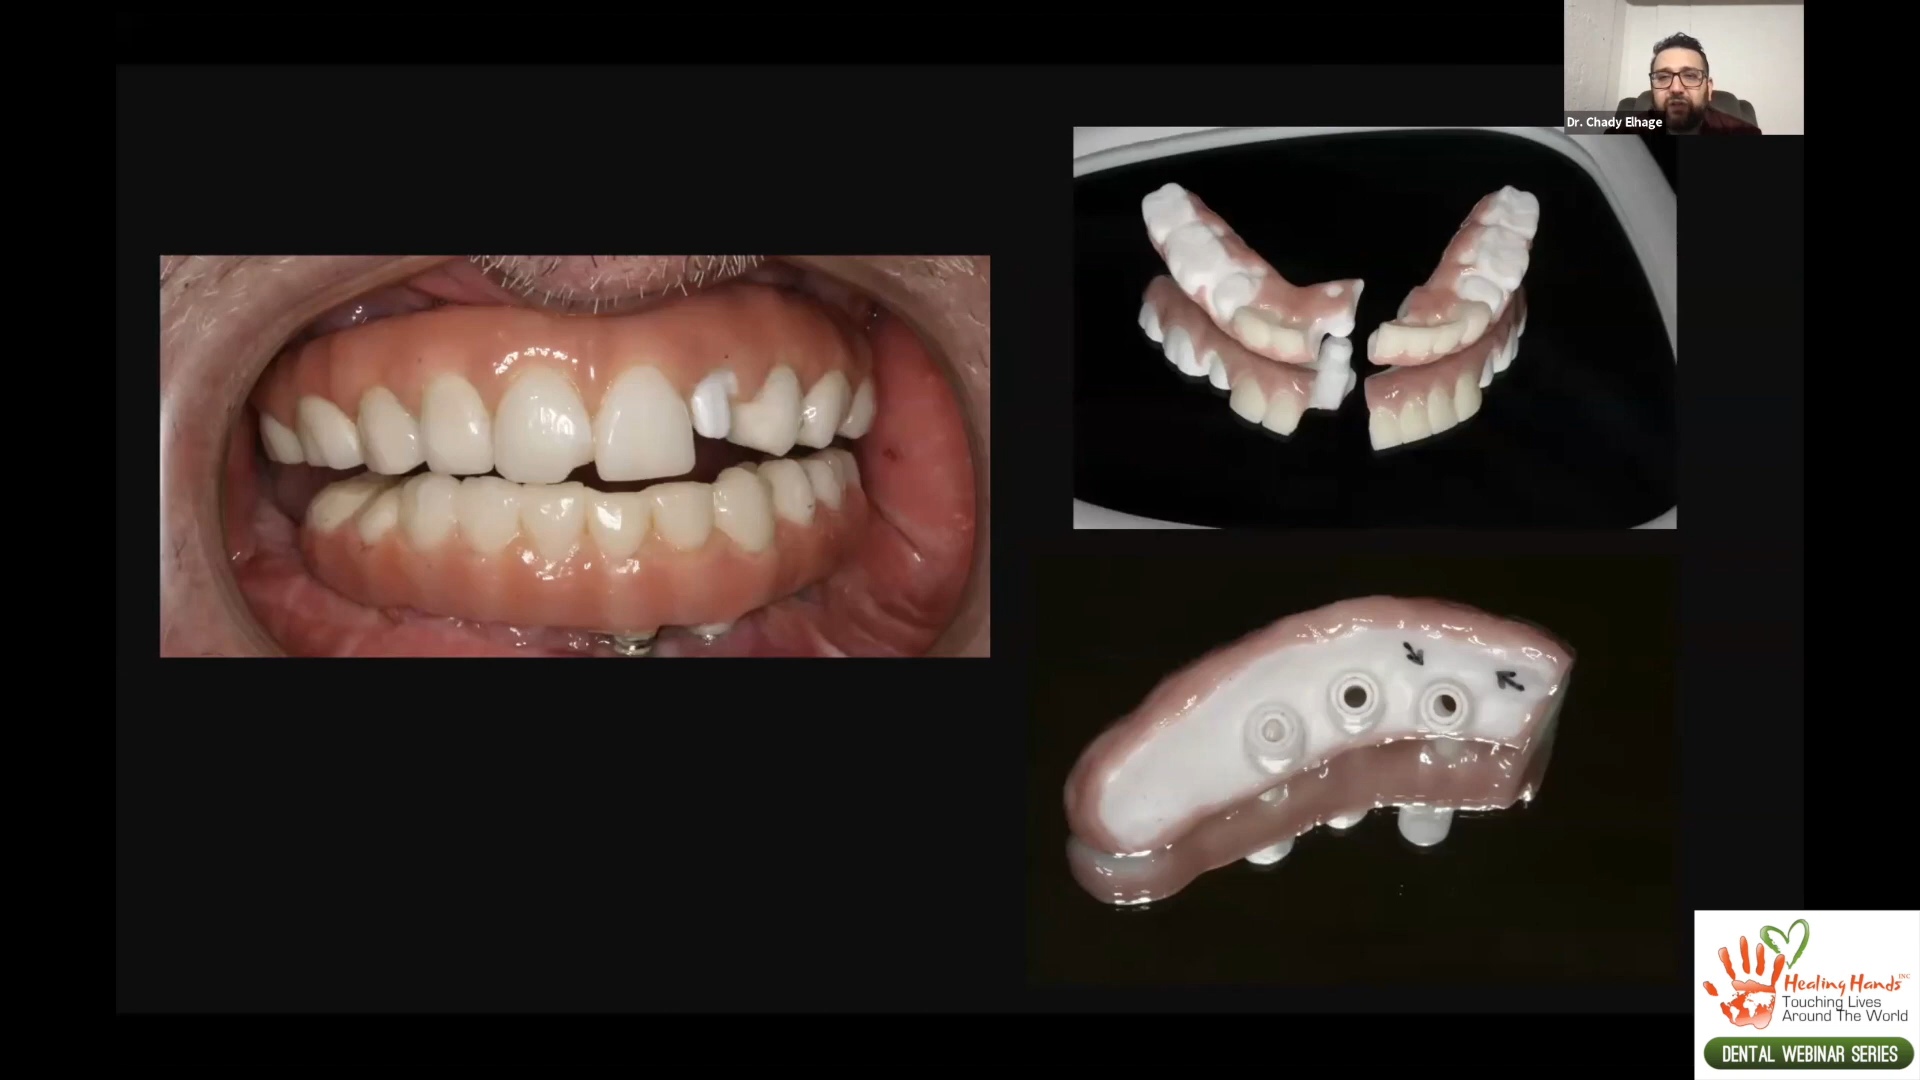 Dr. Chady Elhage
Healing Hands INC
Touching Lives
Around The World
DENTAL WEBINAR SERIES